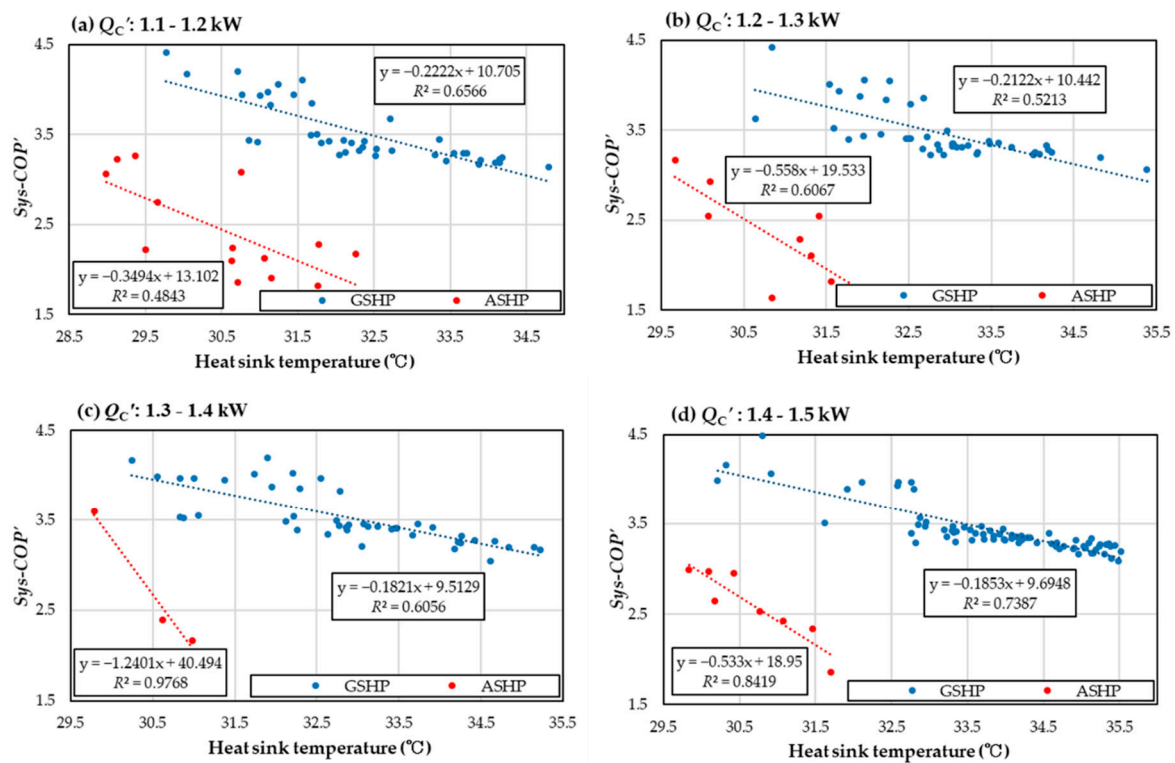 (a) Q_C′: 1.1 - 1.2 kW
4.5
3.5
2.5
1.5
Sys-COP′
y = −0.2222x + 10.705
R² = 0.6566
y = −0.3494x + 13.102
R² = 0.4843
GSHP
ASHP
28.5 29.5 30.5 31.5 32.5 33.5 34.5
Heat sink temperature (℃)
(b) Q_C′: 1.2 - 1.3 kW
4.5
3.5
2.5
1.5
Sys-COP′
y = −0.2122x + 10.442
R² = 0.5213
y = −0.558x + 19.533
R² = 0.6067
GSHP
ASHP
29.5 30.5 31.5 32.5 33.5 34.5 35.5
Heat sink temperature (℃)
(c) Q_C′: 1.3 - 1.4 kW
4.5
3.5
2.5
1.5
Sys-COP′
y = −0.1821x + 9.5129
R² = 0.6056
y = −1.2401x + 40.494
R² = 0.9768
GSHP
ASHP
29.5 30.5 31.5 32.5 33.5 34.5 35.5
Heat sink temperature (℃)
(d) Q_C′ : 1.4 - 1.5 kW
4.5
3.5
2.5
1.5
Sys-COP′
y = −0.1853x + 9.6948
R² = 0.7387
y = −0.533x + 18.95
R² = 0.8419
GSHP
ASHP
29.5 30.5 31.5 32.5 33.5 34.5 35.5
Heat sink temperature (℃)